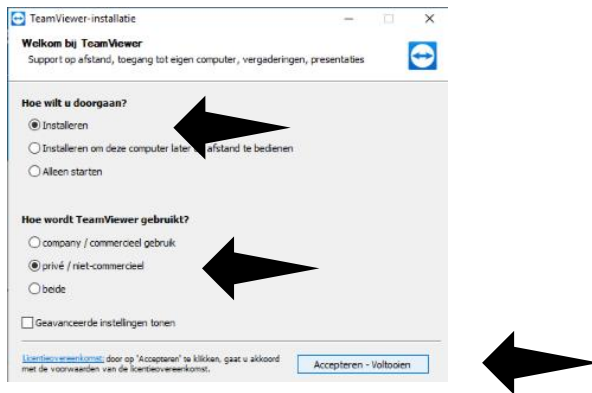 TeamViewer-installatie
Welkom bij TeamViewer
Support op afstand, toegang tot eigen computer, vergaderingen, presentaties
Hoe wilt u doorgaan?
Installeren
Installeren om deze computer later afstand te bedienen
Alleen starten
Hoe wordt TeamViewer gebruikt?
company / commercieel gebruik
privé / niet-commercieel
beide
Geavanceerde instellingen tonen
Licentieovereenkomst: door op 'Accepteren' te klikken, gaat u akkoord
met de voorwaarden van de licentieovereenkomst.
Accepteren - Voltooien